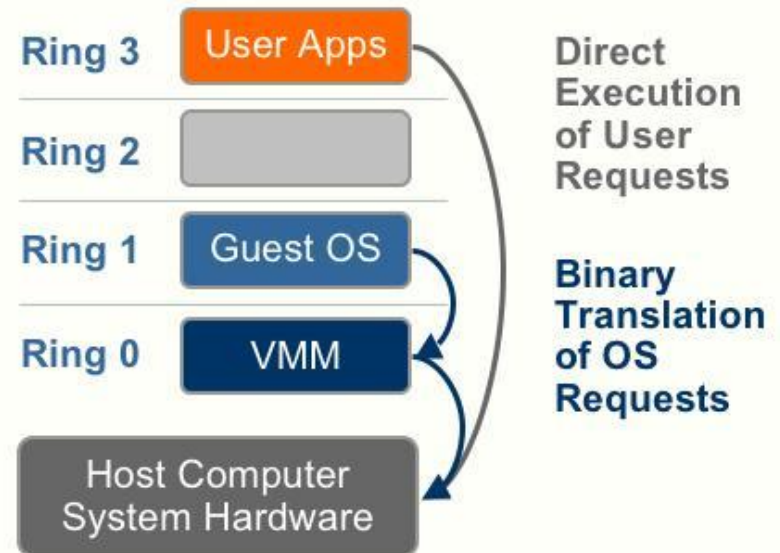 Ring 3
User Apps
Ring 2
Ring 1
Guest OS
Ring 0
VMM
Host Computer
System Hardware
Direct
Execution
of User
Requests
Binary
Translation
of OS
Requests